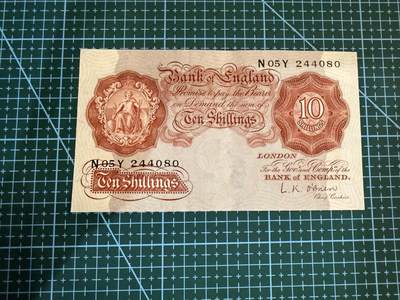 N05Y 244080
Bank of England
Promise to pay the Bearer
on Demand the sum of
Ten Shillings
10
N05Y 244080
Ten Shillings
LONDON
For the Govr and Compa of the
BANK OF ENGLAND.
L.K. O'Brien
Chief Cashier